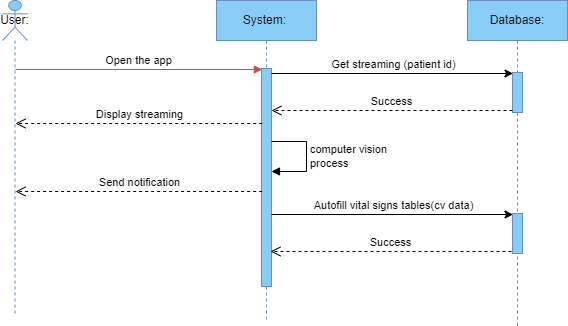 User:
System:
Database:
Open the app
Get streaming (patient id)
Success
Display streaming
computer vision
process
Send notification
Autofill vital signs tables(cv data)
Success